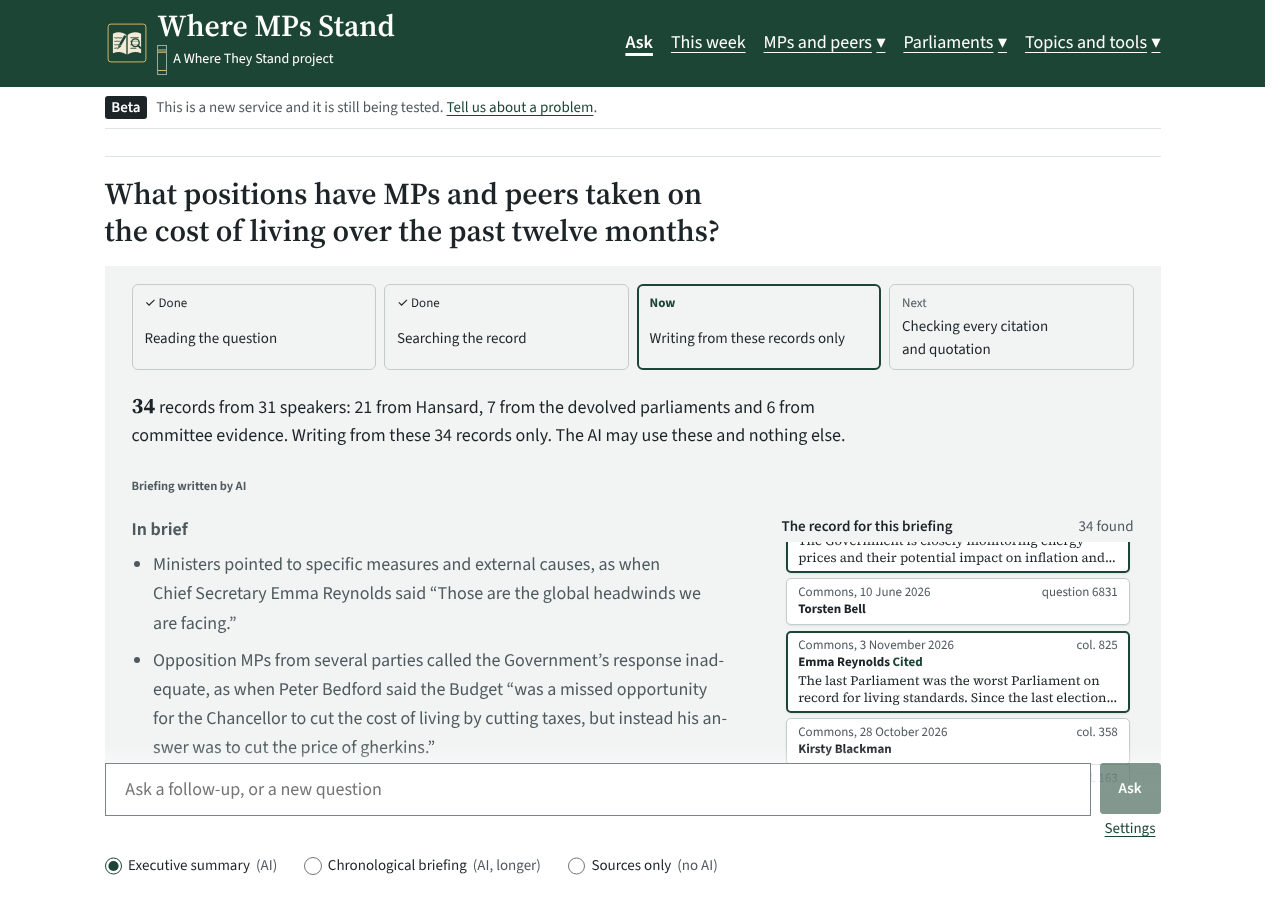 Where MPs Stand
A Where They Stand project
Ask
This week
MPs and peers ▾
Parliaments ▾
Topics and tools ▾
Beta
This is a new service and it is still being tested. Tell us about a problem.
What positions have MPs and peers taken on
the cost of living over the past twelve months?
✓ Done
Reading the question
✓ Done
Searching the record
Now
Writing from these records only
Next
Checking every citation
and quotation
34 records from 31 speakers: 21 from Hansard, 7 from the devolved parliaments and 6 from
committee evidence. Writing from these 34 records only. The AI may use these and nothing else.
Briefing written by AI
In brief
• Ministers pointed to specific measures and external causes, as when
Chief Secretary Emma Reynolds said “Those are the global headwinds we
are facing.”
• Opposition MPs from several parties called the Government’s response inad-
equate, as when Peter Bedford said the Budget “was a missed opportunity
for the Chancellor to cut the cost of living by cutting taxes, but instead his an-
swer was to cut the price of gherkins.”
The record for this briefing
34 found
The Government is closely monitoring energy
prices and their potential impact on inflation and…
Commons, 10 June 2026
question 6831
Torsten Bell
Commons, 3 November 2026
col. 825
Emma Reynolds Cited
The last Parliament was the worst Parliament on
record for living standards. Since the last election…
Commons, 28 October 2026
col. 358
Kirsty Blackman
163
Ask a follow-up, or a new question
Ask
Settings
Executive summary (AI)
Chronological briefing (AI, longer)
Sources only (no AI)